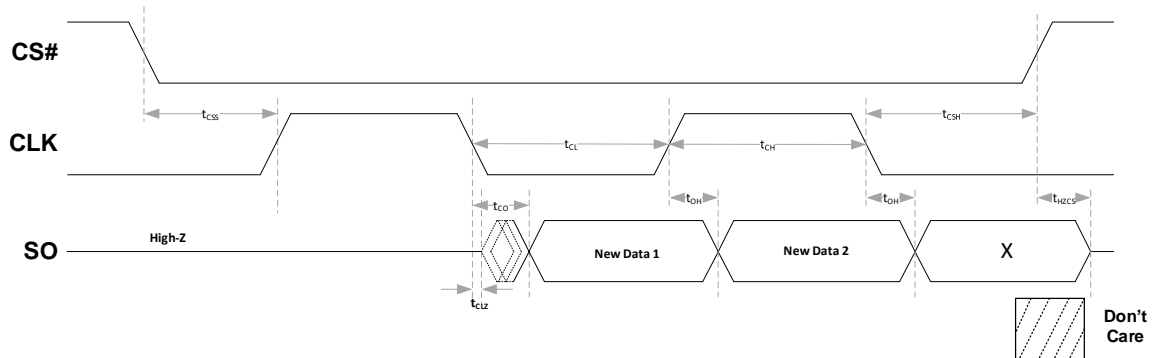 CS#
tCSS
tCSH
CLK
tCL
tCH
tCO
tOH
tOH
tHZCS
High-Z
SO
New Data 1
New Data 2
X
tCLZ
Don't
Care